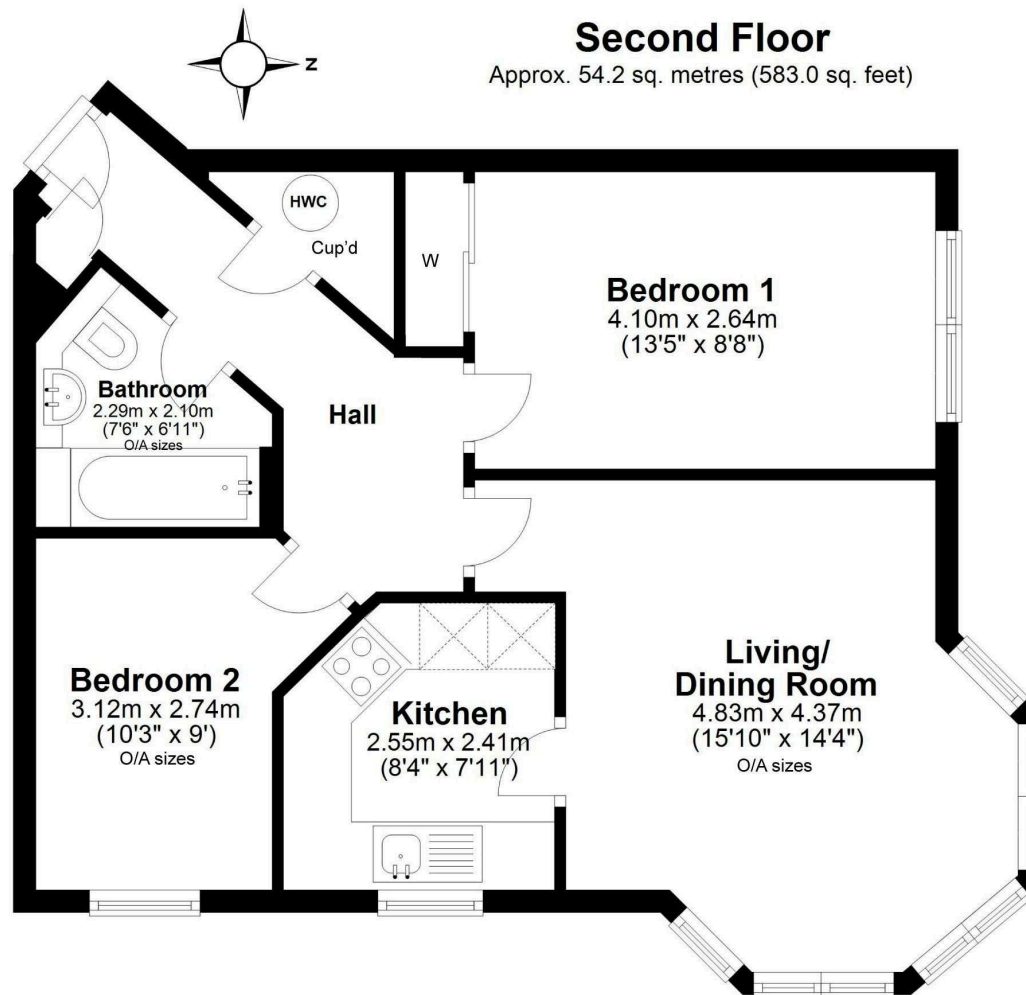 Second Floor
Approx. 54.2 sq. metres (583.0 sq. feet)
z
HWC
Cup'd
W
Bedroom 1
4.10m x 2.64m
(13'5" x 8'8")
Bathroom
2.29m x 2.10m
(7'6" x 6'11")
O/A sizes
Hall
Bedroom 2
3.12m x 2.74m
(10'3" x 9')
O/A sizes
Kitchen
2.55m x 2.41m
(8'4" x 7'11")
Living/
Dining Room
4.83m x 4.37m
(15'10" x 14'4")
O/A sizes